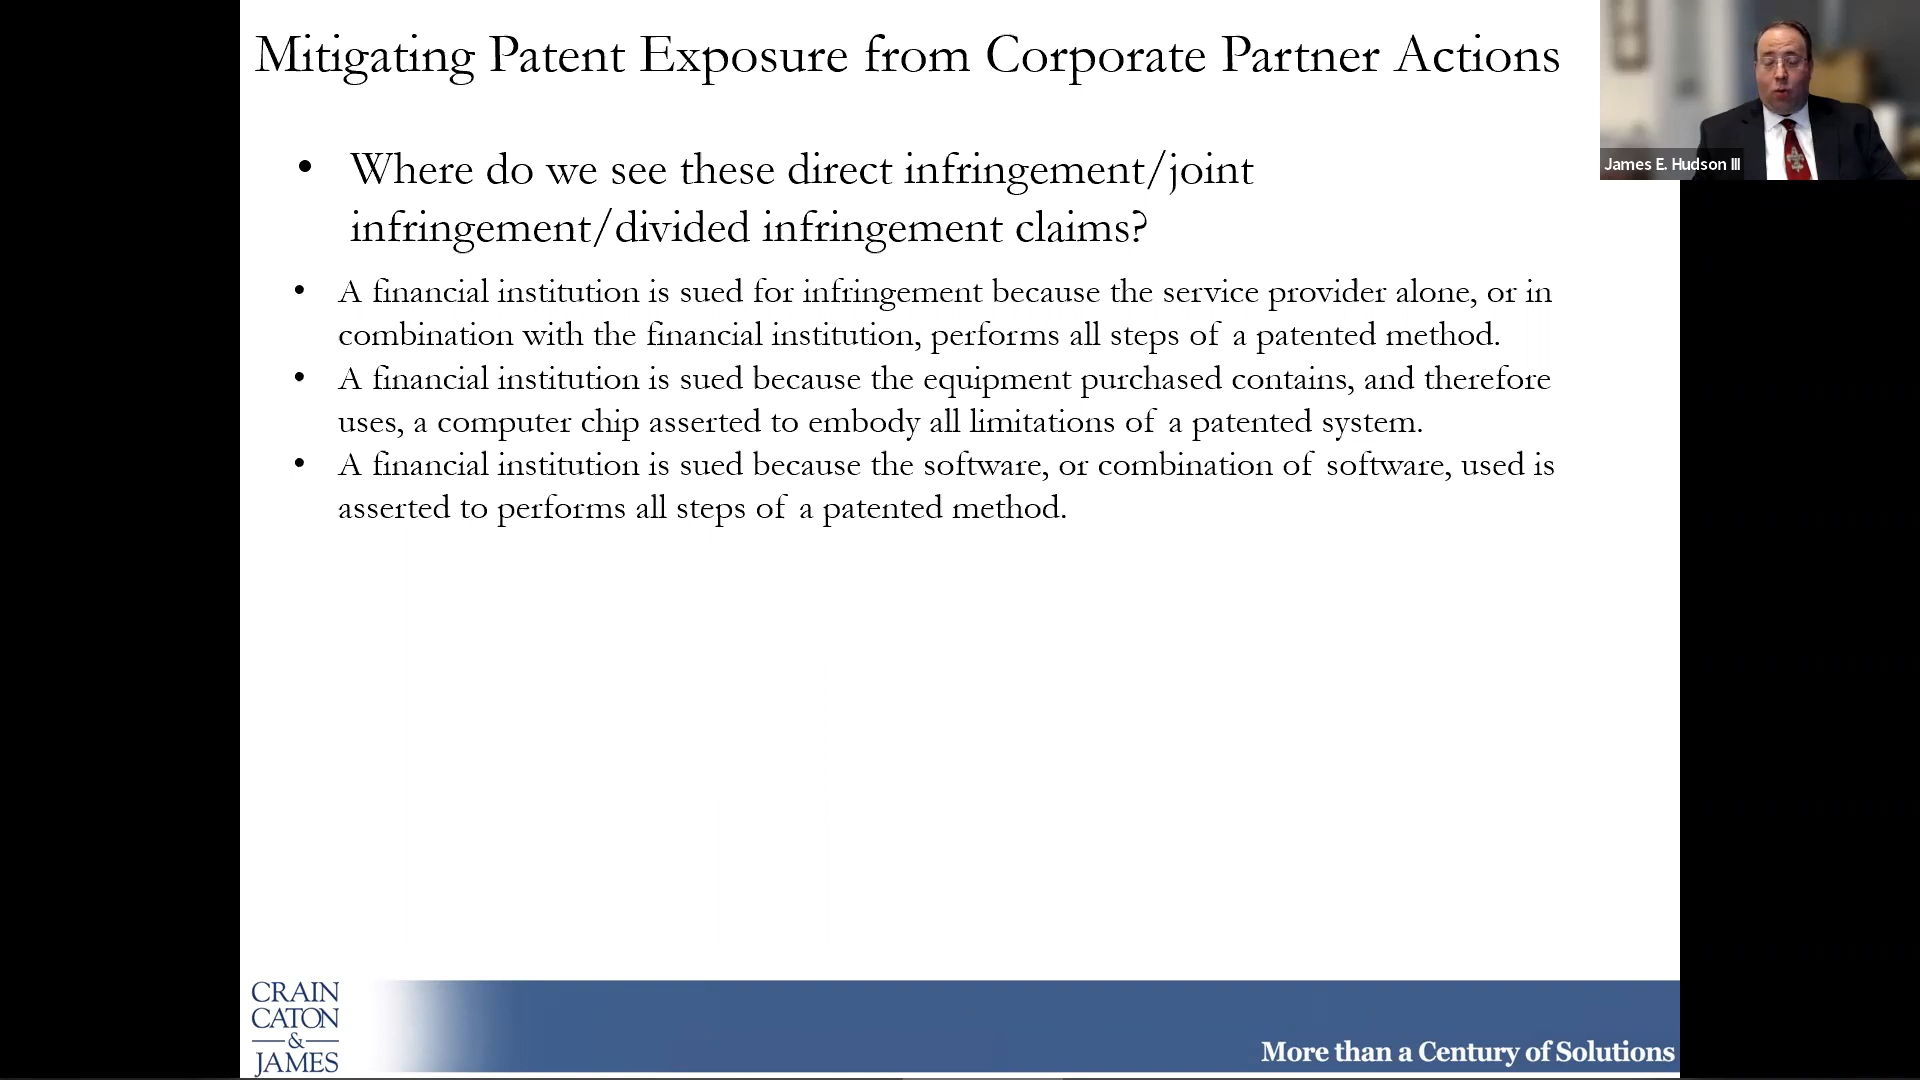 Mitigating Patent Exposure from Corporate Partner Actions
James E. Hudson III
• Where do we see these direct infringement/joint
infringement/divided infringement claims?
• A financial institution is sued for infringement because the service provider alone, or in
combination with the financial institution, performs all steps of a patented method.
• A financial institution is sued because the equipment purchased contains, and therefore
uses, a computer chip asserted to embody all limitations of a patented system.
• A financial institution is sued because the software, or combination of software, used is
asserted to performs all steps of a patented method.
CRAIN
CATON
&
JAMES
More than a Century of Solutions